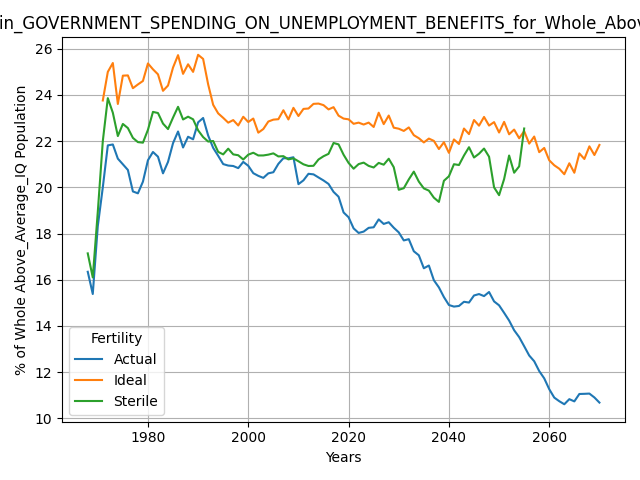 in_GOVERNMENT_SPENDING_ON_UNEMPLOYMENT_BENEFITS_for_Whole_Abov
% of Whole Above_Average_IQ Population
26
24
22
20
18
16
14
12
10
Fertility
Actual
Ideal
Sterile
1980
2000
2020
2040
2060
Years